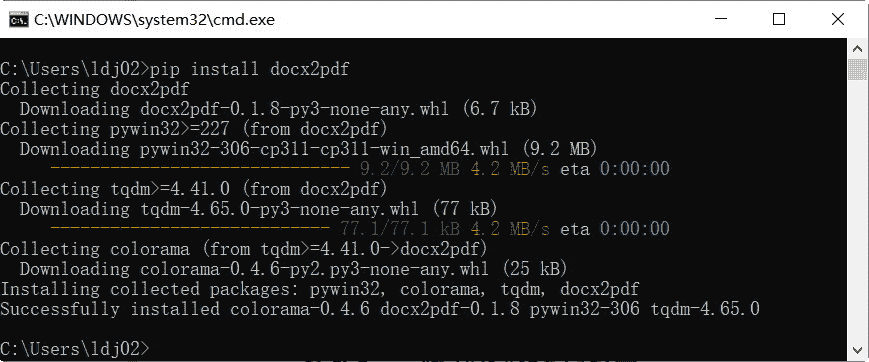 C:\WINDOWS\system32\cmd.exe
C:\Users\ldj02>pip install docx2pdf
Collecting docx2pdf
  Downloading docx2pdf-0.1.8-py3-none-any.whl (6.7 kB)
Collecting pywin32>=227 (from docx2pdf)
  Downloading pywin32-306-cp311-cp311-win_amd64.whl (9.2 MB)
     ------------------------------ 9.2/9.2 MB 4.2 MB/s eta 0:00:00
Collecting tqdm>=4.41.0 (from docx2pdf)
  Downloading tqdm-4.65.0-py3-none-any.whl (77 kB)
     ---------------------------- 77.1/77.1 kB 4.2 MB/s eta 0:00:00
Collecting colorama (from tqdm>=4.41.0->docx2pdf)
  Downloading colorama-0.4.6-py2.py3-none-any.whl (25 kB)
Installing collected packages: pywin32, colorama, tqdm, docx2pdf
Successfully installed colorama-0.4.6 docx2pdf-0.1.8 pywin32-306 tqdm-4.65.0
C:\Users\ldj02>